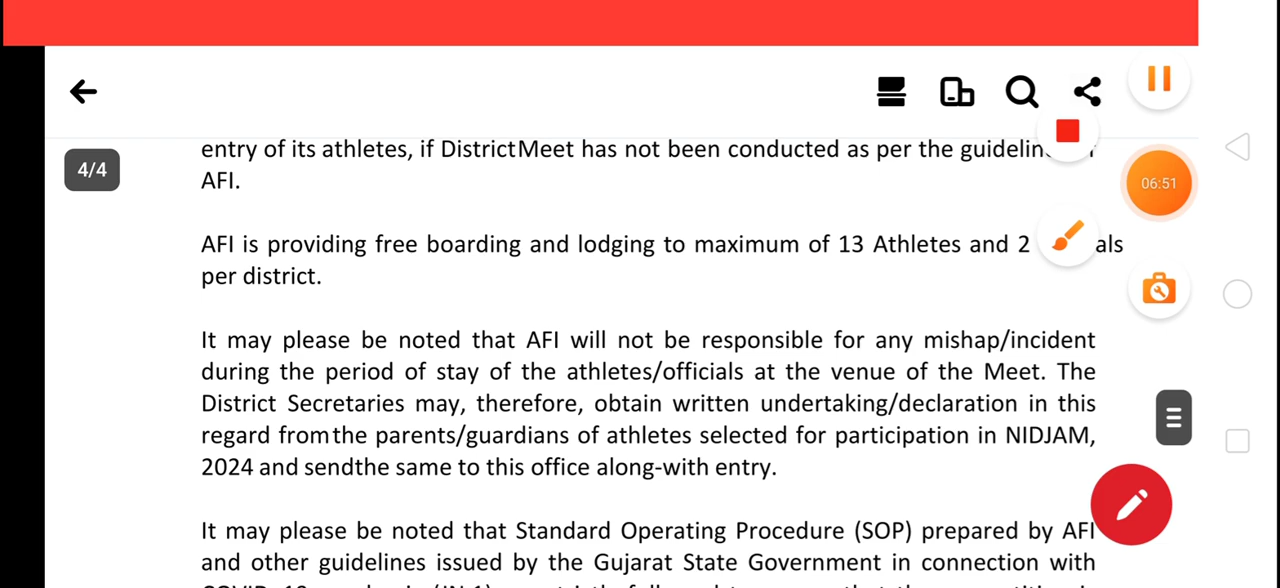 4/4
06:51
entry of its athletes, if DistrictMeet has not been conducted as per the
AFI.
AFI is providing free boarding and lodging to maximum of 13 Athletes and 2
per district.
It may please be noted that AFI will not be responsible for any mishap/incident
during the period of stay of the athletes/officials at the venue of the Meet. The
District Secretaries may, therefore, obtain written undertaking/declaration in this
regard fromthe parents/guardians of athletes selected for participation in NIDJAM,
2024 and sendthe same to this office along-with entry.
It may please be noted that Standard Operating Procedure (SOP) prepared by AFI
and other guidelines issued by the Gujarat State Government in connection with